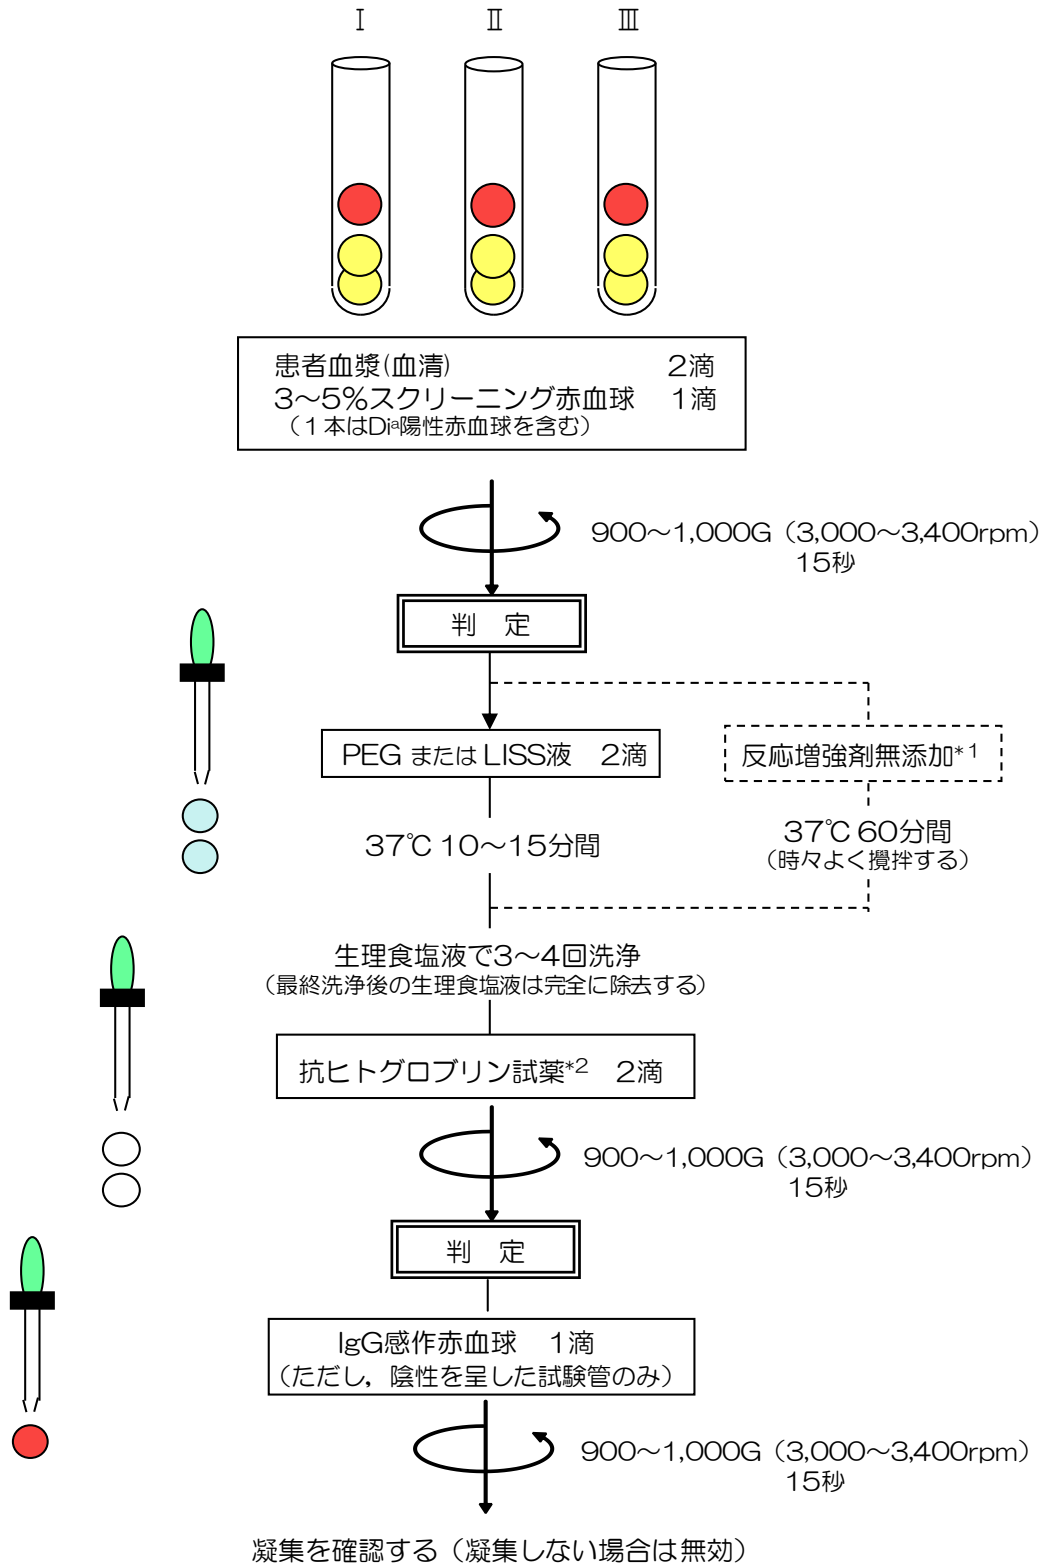 Ⅰ Ⅱ Ⅲ
患者血漿(血清) 2滴
3～5%スクリーニング赤血球 1滴
（1本はDiª陽性赤血球を含む）
900～1,000G（3,000～3,400rpm）
15秒
判 定
PEG または LISS液 2滴
反応増強剤無添加*1
37℃ 10～15分間
37℃ 60分間
（時々よく攪拌する）
生理食塩液で3～4回洗浄
（最終洗浄後の生理食塩液は完全に除去する）
抗ヒトグロブリン試薬*2 2滴
900～1,000G（3,000～3,400rpm）
15秒
判 定
IgG感作赤血球 1滴
（ただし，陰性を呈した試験管のみ）
900～1,000G（3,000～3,400rpm）
15秒
凝集を確認する（凝集しない場合は無効）